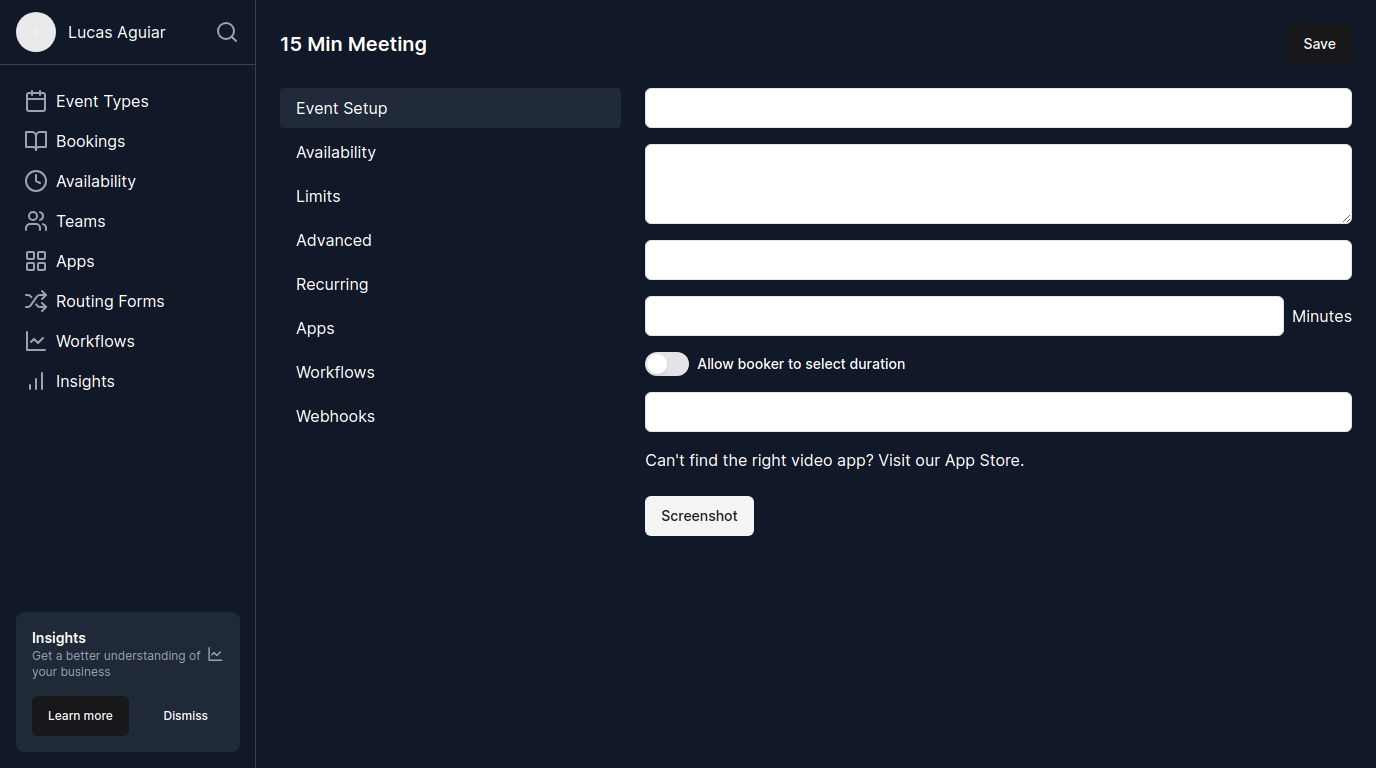 Lucas Aguiar
Event Types
Bookings
Availability
Teams
Apps
Routing Forms
Workflows
Insights
Insights
Get a better understanding of
your business
Learn more
Dismiss
15 Min Meeting
Save
Event Setup
Availability
Limits
Advanced
Recurring
Apps
Workflows
Webhooks
Minutes
Allow booker to select duration
Can't find the right video app? Visit our App Store.
Screenshot